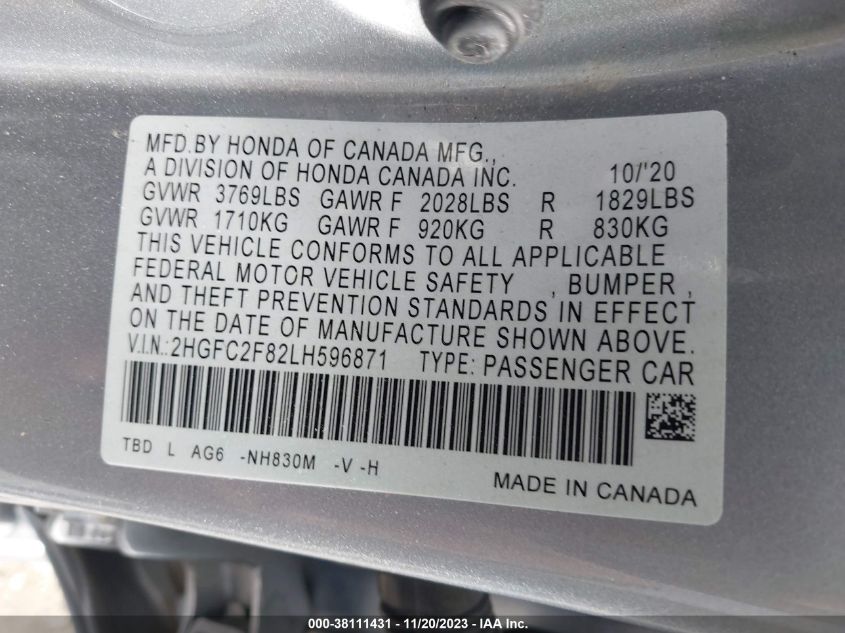 MFD.BY HONDA OF CANADA MFG.,
A DIVISION OF HONDA CANADA INC. 10/'20
GVWR 3769LBS GAWR F 2028LBS R 1829LBS
GVWR 1710KG GAWR F 920KG R 830KG
THIS VEHICLE CONFORMS TO ALL APPLICABLE
FEDERAL MOTOR VEHICLE SAFETY , BUMPER ,
AND THEFT PREVENTION STANDARDS IN EFFECT
ON THE DATE OF MANUFACTURE SHOWN ABOVE.
V.I.N.:2HGFC2F82LH596871 TYPE: PASSENGER CAR
TBD L AG6 -NH830M -V -H
MADE IN CANADA
000-38111431 - 11/20/2023 - IAA Inc.